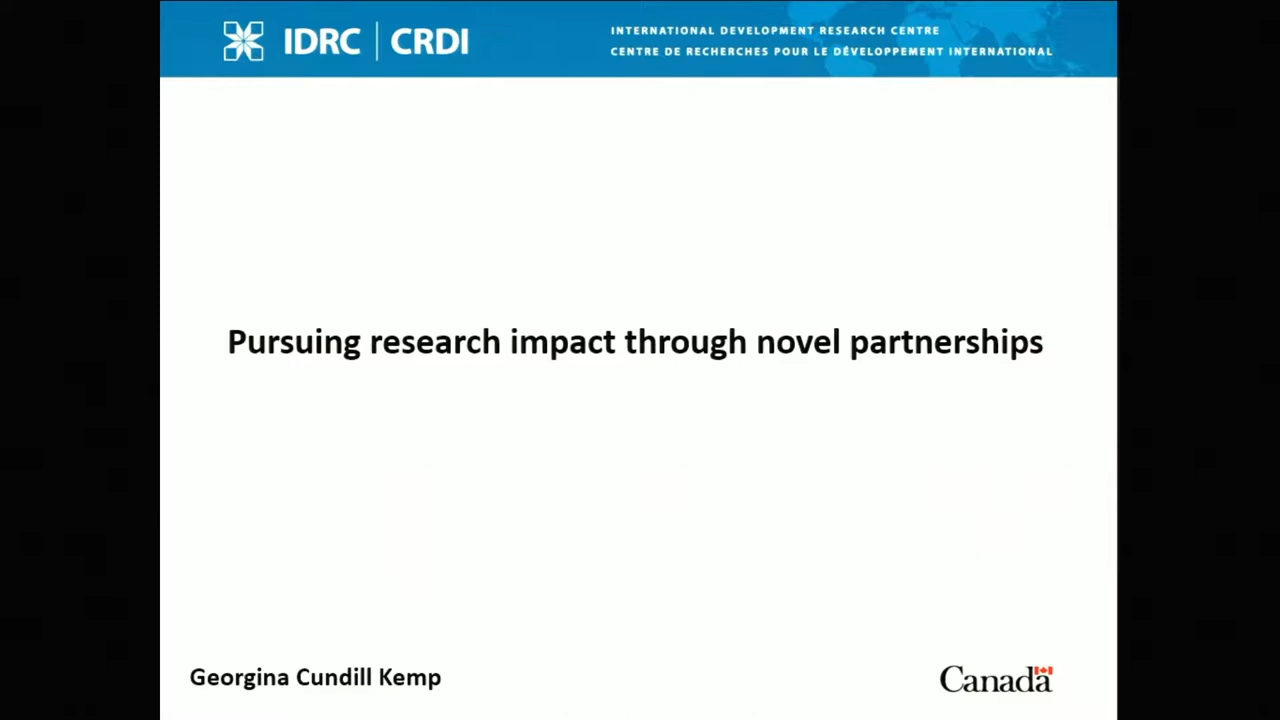 IDRC | CRDI
INTERNATIONAL DEVELOPMENT RESEARCH CENTRE
CENTRE DE RECHERCHES POUR LE DÉVELOPPEMENT INTERNATIONAL
Pursuing research impact through novel partnerships
Georgina Cundill Kemp
Canada